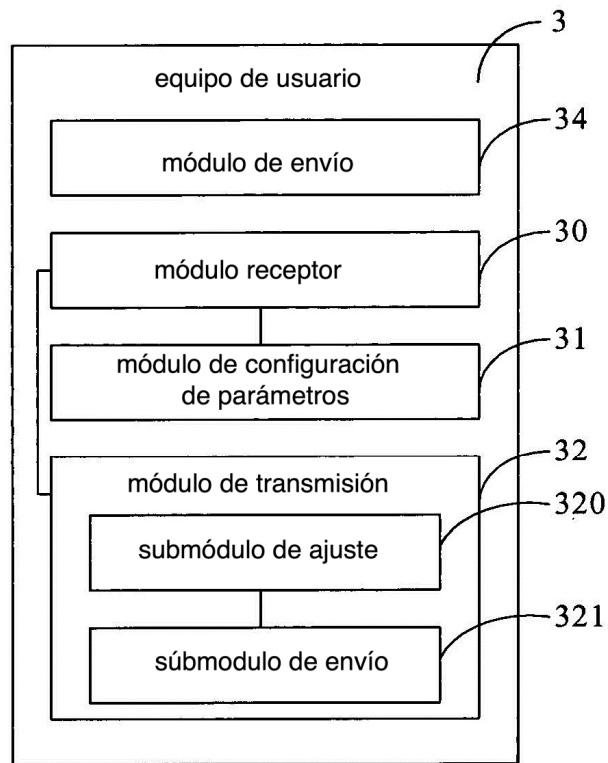 3
equipo de usuario
34
módulo de envío
30
módulo receptor
31
módulo de configuración
de parámetros
32
módulo de transmisión
320
submódulo de ajuste
321
súbmodulo de envío